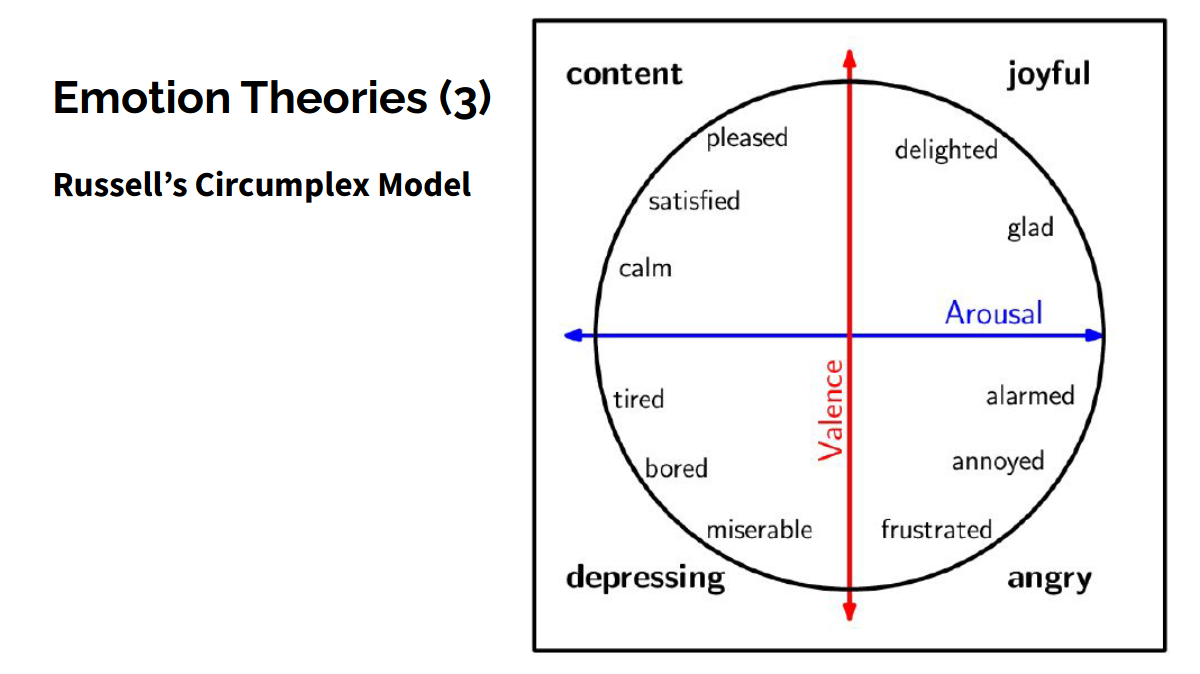 Emotion Theories (3)
Russell’s Circumplex Model
content
joyful
pleased
delighted
satisfied
glad
calm
Arousal
Valence
tired
alarmed
bored
annoyed
miserable
frustrated
depressing
angry